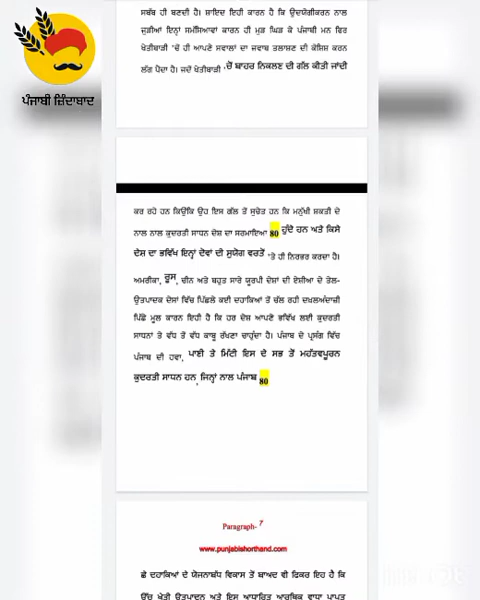 ਸਬੱਬ ਹੀ ਬਣਦੀ ਹੈ। ਸ਼ਾਇਦ ਇਹੀ ਕਾਰਨ ਹੈ ਕਿ ਉਦਯੋਗੀਕਰਨ ਨਾਲ
ਜੁੜੀਆਂ ਇਨ੍ਹਾਂ ਸਮੱਸਿਆਵਾਂ ਕਾਰਨ ਹੀ ਮੁੜ ਘਿੜ ਕੇ ਪੰਜਾਬੀ ਮਨ ਫਿਰ
ਖੇਤੀਬਾੜੀ 'ਚੋਂ ਹੀ ਆਪਣੇ ਸਵਾਲਾਂ ਦਾ ਜਵਾਬ ਤਲਾਸ਼ਣ ਦੀ ਕੋਸ਼ਿਸ਼ ਕਰਨ
ਲੱਗ ਪੈਂਦਾ ਹੈ। ਜਦੋਂ ਖੇਤੀਬਾੜੀ 'ਚੋਂ ਬਾਹਰ ਨਿਕਲਣ ਦੀ ਗੱਲ ਕੀਤੀ ਜਾਂਦੀ
ਪੰਜਾਬੀ ਜ਼ਿੰਦਾਬਾਦ
ਕਰ ਰਹੇ ਹਨ ਕਿਉਂਕਿ ਉਹ ਇਸ ਗੱਲ ਤੋਂ ਸੁਚੇਤ ਹਨ ਕਿ ਮਨੁੱਖੀ ਸ਼ਕਤੀ ਦੇ
ਨਾਲ ਨਾਲ ਕੁਦਰਤੀ ਸਾਧਨ ਦੇਸ਼ ਦਾ ਸਰਮਾਇਆ 80 ਹੁੰਦੇ ਹਨ ਅਤੇ ਕਿਸੇ
ਦੇਸ਼ ਦਾ ਭਵਿੱਖ ਇਨ੍ਹਾਂ ਦੋਵਾਂ ਦੀ ਸੁਯੋਗ ਵਰਤੋਂ 'ਤੇ ਹੀ ਨਿਰਭਰ ਕਰਦਾ ਹੈ।
ਅਮਰੀਕਾ, ਰੂਸ, ਚੀਨ ਅਤੇ ਬਹੁਤ ਸਾਰੇ ਯੂਰਪੀ ਦੇਸ਼ਾਂ ਦੀ ਏਸ਼ੀਆ ਦੇ ਤੇਲ-
ਉਤਪਾਦਕ ਦੇਸਾਂ ਵਿੱਚ ਪਿਛੱਲੇ ਕਈ ਦਹਾਕਿਆਂ ਤੋਂ ਚੱਲ ਰਹੀ ਦਖ਼ਲਅੰਦਾਜ਼ੀ
ਪਿੱਛੇ ਮੂਲ ਕਾਰਨ ਇਹੀ ਹੈ ਕਿ ਹਰ ਦੇਸ਼ ਆਪਣੇ ਭਵਿੱਖ ਲਈ ਕੁਦਰਤੀ
ਸਾਧਨਾਂ ਤੇ ਵੱਧ ਤੋਂ ਵੱਧ ਕਾਬੂ ਰੱਖਣਾ ਚਾਹੁੰਦਾ ਹੈ। ਪੰਜਾਬ ਦੇ ਪ੍ਰਸੰਗ ਵਿੱਚ
ਪੰਜਾਬ ਦੀ ਹਵਾ, ਪਾਣੀ ਤੇ ਮਿੱਟੀ ਇਸ ਦੇ ਸਭ ਤੋਂ ਮਹੱਤਵਪੂਰਨ
ਕੁਦਰਤੀ ਸਾਧਨ ਹਨ, ਜਿਨ੍ਹਾਂ ਨਾਲ ਪੰਜਾਬ 80
Paragraph- 7
www.punjabishorthand.com
ਛੇ ਦਹਾਕਿਆਂ ਦੇ ਯੋਜਨਾਬੱਧ ਵਿਕਾਸ ਤੋਂ ਬਾਅਦ ਵੀ ਫਿਕਰ ਇਹ ਹੈ ਕਿ
ਉੱਚ ਖੇਤੀ ਉਤਪਾਦਨ ਅਤੇ ਇਸ ਆਧਾਰਿਤ ਆਰਥਿਕ ਵਾਧਾ ਪ੍ਰਾਪਤ